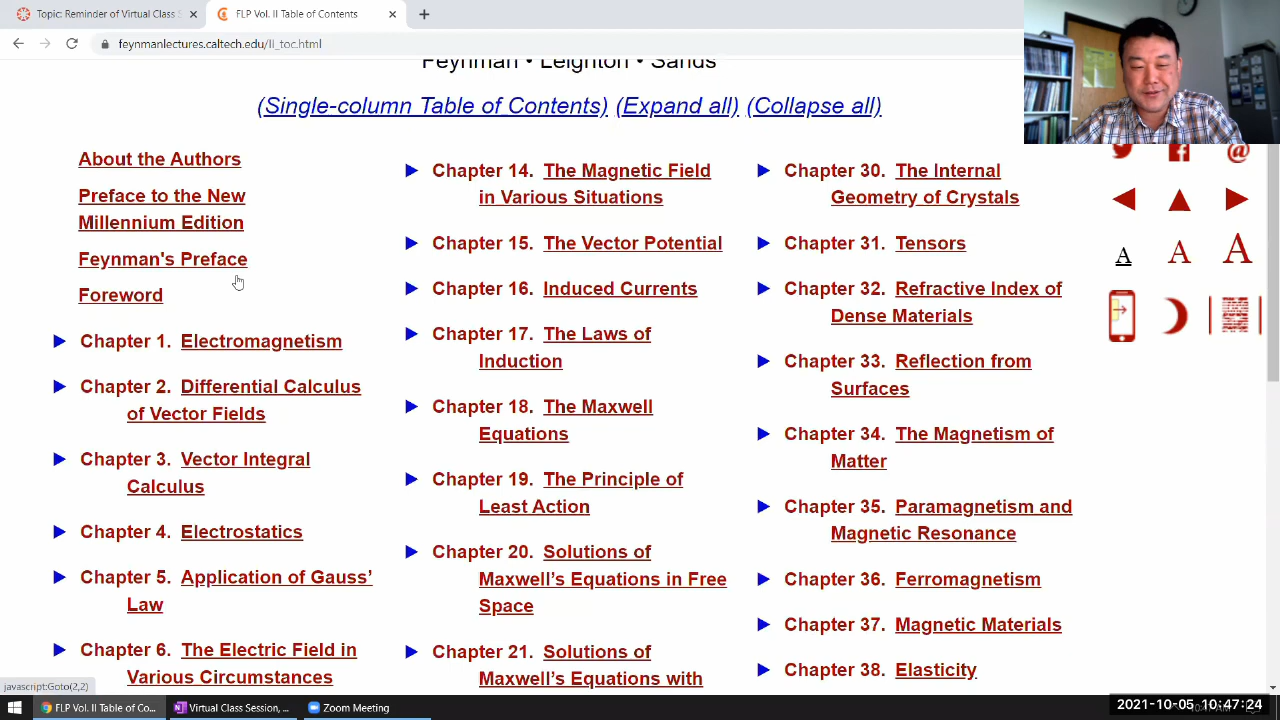 Topic: Reminder of Virtual Class S
FLP Vol. II Table of Contents
feynmanlectures.caltech.edu/II_toc.html
Feynman • Leighton • Sands
(Single-column Table of Contents) (Expand all) (Collapse all)
About the Authors
Preface to the New
Millennium Edition
Feynman's Preface
Foreword
Chapter 1. Electromagnetism
Chapter 2. Differential Calculus
of Vector Fields
Chapter 3. Vector Integral
Calculus
Chapter 4. Electrostatics
Chapter 5. Application of Gauss’
Law
Chapter 6. The Electric Field in
Various Circumstances
Chapter 14. The Magnetic Field
in Various Situations
Chapter 15. The Vector Potential
Chapter 16. Induced Currents
Chapter 17. The Laws of
Induction
Chapter 18. The Maxwell
Equations
Chapter 19. The Principle of
Least Action
Chapter 20. Solutions of
Maxwell’s Equations in Free
Space
Chapter 21. Solutions of
Maxwell’s Equations with
Chapter 30. The Internal
Geometry of Crystals
Chapter 31. Tensors
Chapter 32. Refractive Index of
Dense Materials
Chapter 33. Reflection from
Surfaces
Chapter 34. The Magnetism of
Matter
Chapter 35. Paramagnetism and
Magnetic Resonance
Chapter 36. Ferromagnetism
Chapter 37. Magnetic Materials
Chapter 38. Elasticity
A A A
javascript:Goto(2,2)
FLP Vol. II Table of Co...
Virtual Class Session, ...
Zoom Meeting
2021-10-05 10:47:24